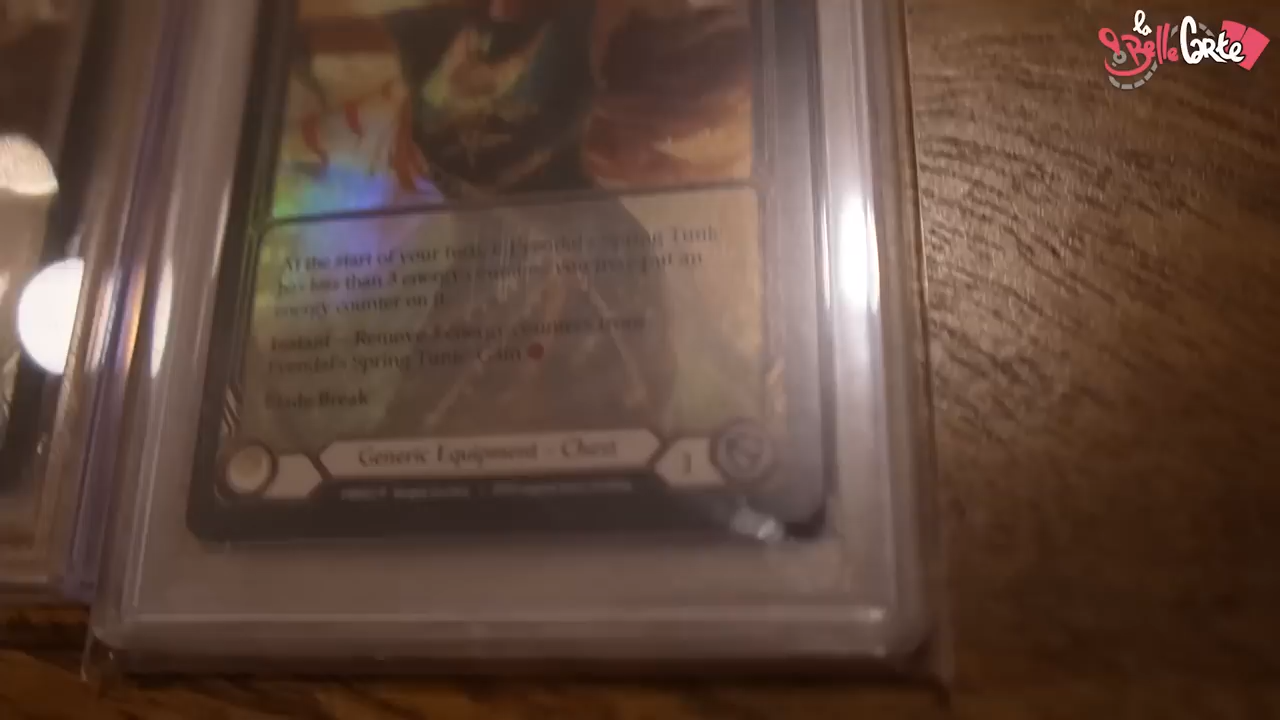 la
Belle Carte
At the start of your turn, if Fyendal's Spring Tunic
has less than 3 energy counters, you may put an
energy counter on it.
Instant - Remove 3 energy counters from
Fyendal's Spring Tunic: Gain
Blade Break
Generic Equipment - Chest
1